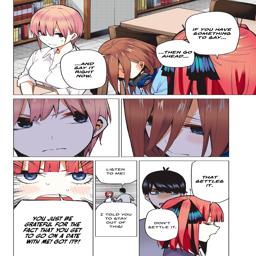 IF YOU HAVE
SOMETHING
TO SAY...
...THEN GO
AHEAD...
...AND
SAY IT
RIGHT
NOW.
YOU JUST BE
GRATEFUL FOR THE
FACT THAT YOU GET
TO GO ON A DATE
WITH ME! GOT IT?!
LISTEN
TO ME!
I TOLD YOU
TO STAY
OUT OF
THIS!
THAT
SETTLES
IT.
DON'T
SETTLE IT.